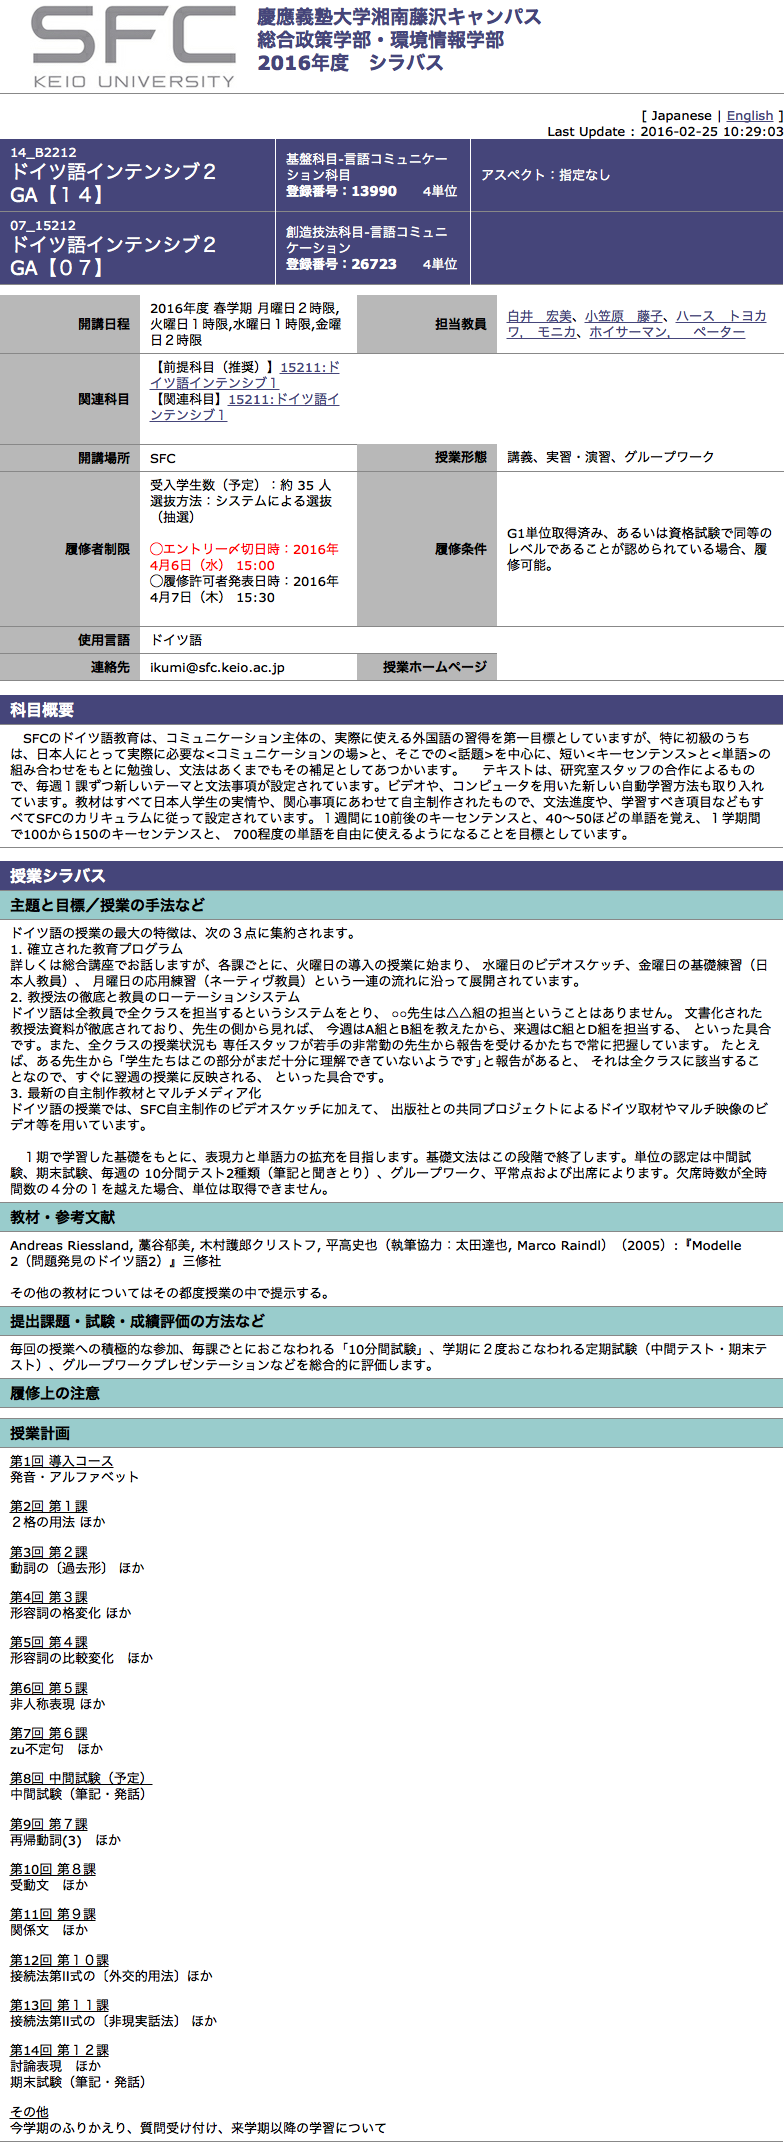 SFC
KEIO UNIVERSITY
慶應義塾大学湘南藤沢キャンパス
総合政策学部・環境情報学部
2016年度　シラバス
[ Japanese | English ]
Last Update : 2016-02-25 10:29:03
14_B2212
ドイツ語インテンシブ２
GA【１４】
基盤科目-言語コミュニケー
ション科目
登録番号：13990　　4単位
アスペクト：指定なし
07_15212
ドイツ語インテンシブ２
GA【０７】
創造技法科目-言語コミュニ
ケーション
登録番号：26723　　4単位
開講日程
2016年度 春学期 月曜日２時限,
火曜日１時限,水曜日１時限,金曜
日２時限
担当教員
白井　宏美、小笠原　藤子、ハース　トヨカ
ワ,　モニカ、ホイサーマン,　ペーター
関連科目
【前提科目（推奨）】15211:ド
イツ語インテンシブ１
【関連科目】15211:ドイツ語イ
ンテンシブ１
開講場所
SFC
授業形態
講義、実習・演習、グループワーク
履修者制限
受入学生数（予定）：約 35 人
選抜方法：システムによる選抜
（抽選）
◯エントリー〆切日時：2016年
4月6日（水） 15:00
◯履修許可者発表日時：2016年
4月7日（木） 15:30
履修条件
G1単位取得済み、あるいは資格試験で同等の
レベルであることが認められている場合、履
修可能。
使用言語
ドイツ語
連絡先
ikumi@sfc.keio.ac.jp
授業ホームページ
科目概要
　SFCのドイツ語教育は、コミュニケーション主体の、実際に使える外国語の習得を第一目標としていますが、特に初級のうち
は、日本人にとって実際に必要な<コミュニケーションの場>と、そこでの<話題>を中心に、短い<キーセンテンス>と<単語>の
組み合わせをもとに勉強し、文法はあくまでもその補足としてあつかいます。　　テキストは、研究室スタッフの合作によるもの
で、毎週１課ずつ新しいテーマと文法事項が設定されています。ビデオや、コンピュータを用いた新しい自動学習方法も取り入れ
ています。教材はすべて日本人学生の実情や、関心事項にあわせて自主制作されたもので、文法進度や、学習すべき項目などもす
べてSFCのカリキュラムに従って設定されています。１週間に10前後のキーセンテンスと、40〜50ほどの単語を覚え、１学期間
で100から150のキーセンテンスと、 700程度の単語を自由に使えるようになることを目標としています。
授業シラバス
主題と目標／授業の手法など
ドイツ語の授業の最大の特徴は、次の３点に集約されます。
1. 確立された教育プログラム
詳しくは総合講座でお話しますが、各課ごとに、火曜日の導入の授業に始まり、 水曜日のビデオスケッチ、金曜日の基礎練習（日
本人教員）、 月曜日の応用練習（ネーティヴ教員）という一連の流れに沿って展開されています。
2. 教授法の徹底と教員のローテーションシステム
ドイツ語は全教員で全クラスを担当するというシステムをとり、 ○○先生は△△組の担当ということはありません。 文書化された
教授法資料が徹底されており、先生の側から見れば、 今週はA組とB組を教えたから、来週はC組とD組を担当する、 といった具合
です。また、全クラスの授業状況も 専任スタッフが若手の非常勤の先生から報告を受けるかたちで常に把握しています。 たとえ
ば、ある先生から「学生たちはこの部分がまだ十分に理解できていないようです」と報告があると、 それは全クラスに該当するこ
となので、すぐに翌週の授業に反映される、 といった具合です。
3. 最新の自主制作教材とマルチメディア化
ドイツ語の授業では、SFC自主制作のビデオスケッチに加えて、 出版社との共同プロジェクトによるドイツ取材やマルチ映像のビ
デオ等を用いています。
　１期で学習した基礎をもとに、表現力と単語力の拡充を目指します。基礎文法はこの段階で終了します。単位の認定は中間試
験、期末試験、毎週の 10分間テスト2種類（筆記と聞きとり）、グループワーク、平常点および出席によります。欠席時数が全時
間数の４分の１を越えた場合、単位は取得できません。
教材・参考文献
Andreas Riessland, 藁谷郁美, 木村護郎クリストフ, 平高史也（執筆協力：太田達也, Marco Raindl）（2005）:『Modelle
2（問題発見のドイツ語2）』三修社
その他の教材についてはその都度授業の中で提示する。
提出課題・試験・成績評価の方法など
毎回の授業への積極的な参加、毎課ごとにおこなわれる「10分間試験」、学期に２度おこなわれる定期試験（中間テスト・期末テ
スト）、グループワークプレゼンテーションなどを総合的に評価します。
履修上の注意
授業計画
第1回 導入コース
発音・アルファベット
第2回 第１課
２格の用法 ほか
第3回 第２課
動詞の〔過去形〕 ほか
第4回 第３課
形容詞の格変化 ほか
第5回 第４課
形容詞の比較変化　ほか
第6回 第５課
非人称表現 ほか
第7回 第６課
zu不定句　ほか
第8回 中間試験（予定）
中間試験（筆記・発話）
第9回 第７課
再帰動詞(3)　ほか
第10回 第８課
受動文　ほか
第11回 第９課
関係文　ほか
第12回 第１０課
接続法第II式の〔外交的用法〕ほか
第13回 第１１課
接続法第II式の〔非現実話法〕 ほか
第14回 第１２課
討論表現　ほか
期末試験（筆記・発話）
その他
今学期のふりかえり、質問受け付け、来学期以降の学習について